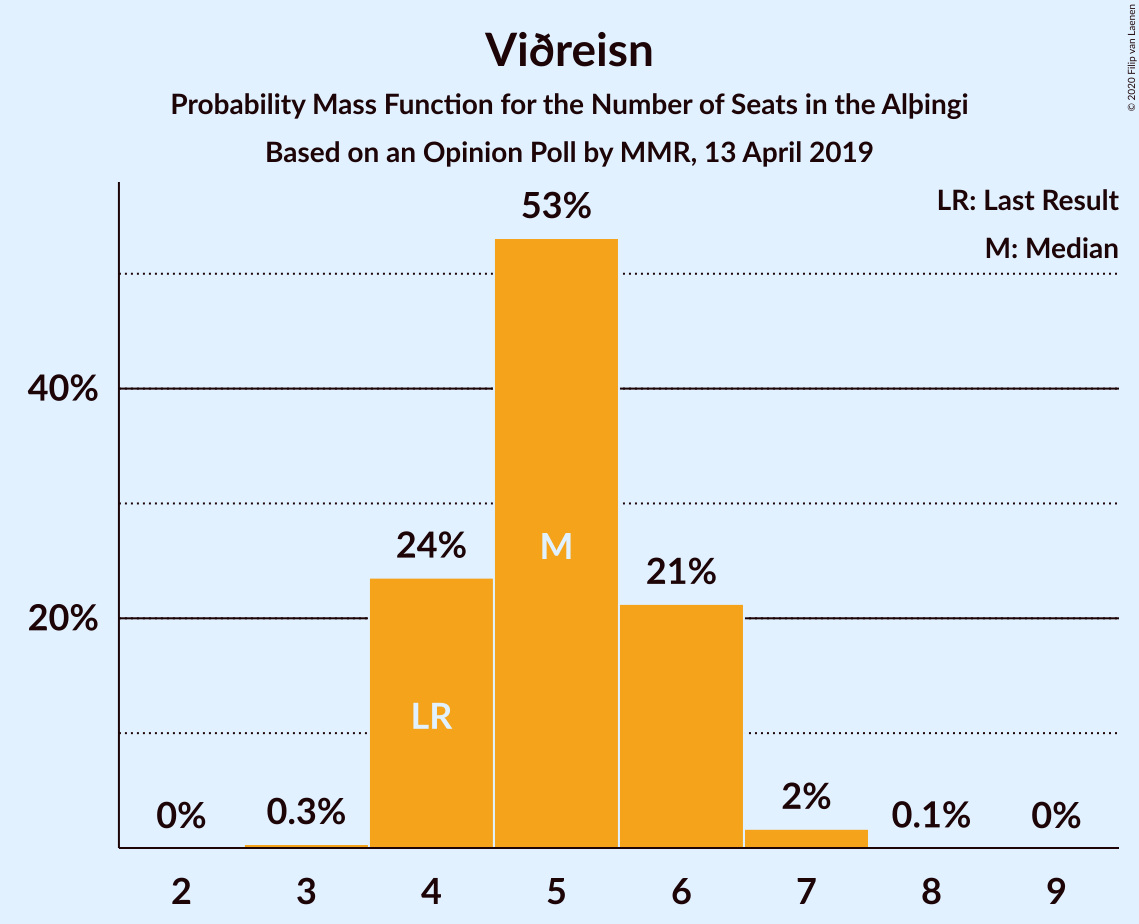 Viðreisn
Probability Mass Function for the Number of Seats in the Alþingi
Based on an Opinion Poll by MMR, 13 April 2019
© 2020 Filip van Laenen
LR: Last Result
M: Median
53%
40%
24%
M
21%
20%
LR
0%
0.3%
2%
0.1%
0%
2 3 4 5 6 7 8 9